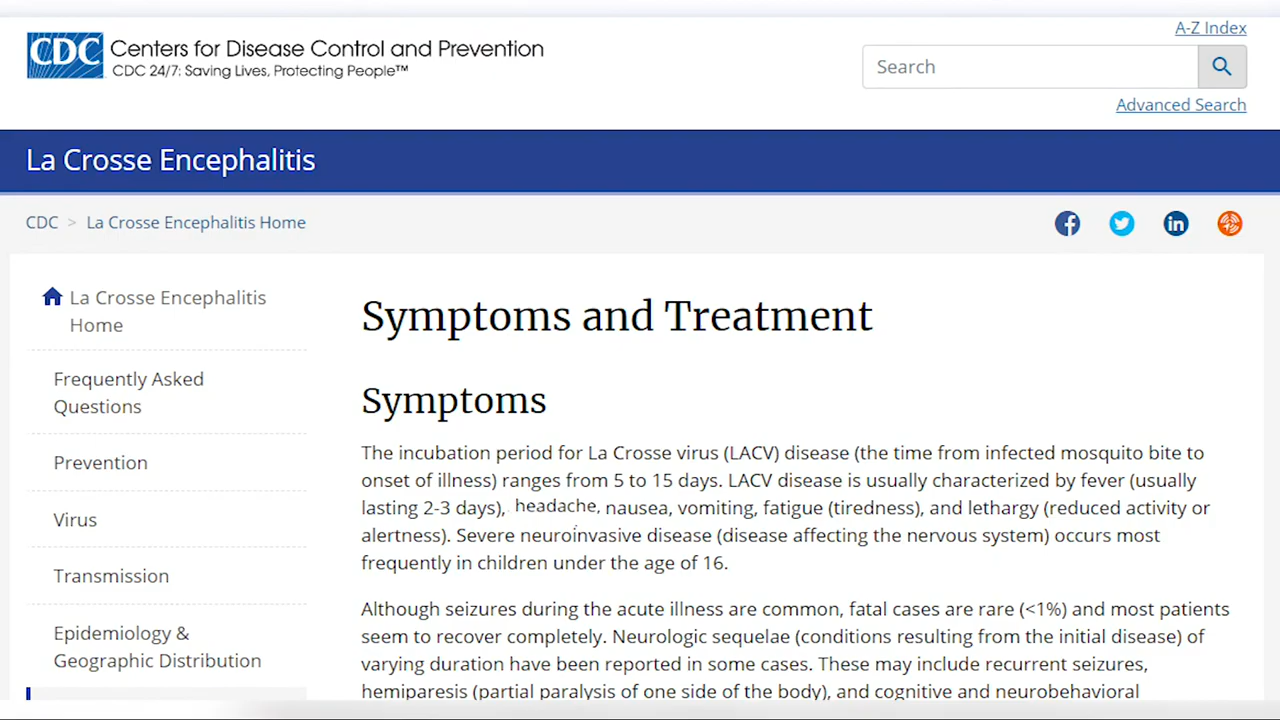 CDC Centers for Disease Control and Prevention
CDC 24/7: Saving Lives, Protecting People™
A-Z Index
Search
Advanced Search
La Crosse Encephalitis
CDC > La Crosse Encephalitis Home
La Crosse Encephalitis
Home
Frequently Asked
Questions
Prevention
Virus
Transmission
Epidemiology &
Geographic Distribution
Symptoms and Treatment
Symptoms
The incubation period for La Crosse virus (LACV) disease (the time from infected mosquito bite to
onset of illness) ranges from 5 to 15 days. LACV disease is usually characterized by fever (usually
lasting 2-3 days), headache, nausea, vomiting, fatigue (tiredness), and lethargy (reduced activity or
alertness). Severe neuroinvasive disease (disease affecting the nervous system) occurs most
frequently in children under the age of 16.
Although seizures during the acute illness are common, fatal cases are rare (<1%) and most patients
seem to recover completely. Neurologic sequelae (conditions resulting from the initial disease) of
varying duration have been reported in some cases. These may include recurrent seizures,
hemiparesis (partial paralysis of one side of the body), and cognitive and neurobehavioral